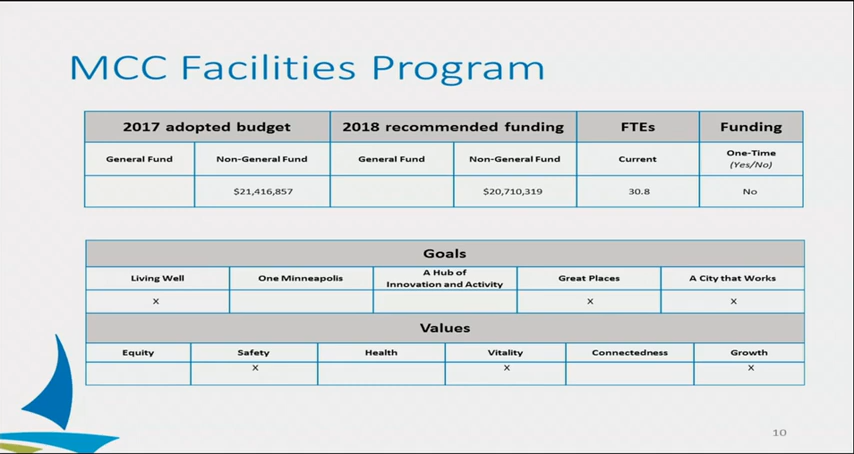 MCC Facilities Program
2017 adopted budget 2018 recommended funding FTEs Funding
General Fund Non-General Fund General Fund Non-General Fund Current One-Time
(Yes/No)
$21,416,857 $20,710,319 30.8 No
Goals
Living Well One Minneapolis A Hub of
Innovation and Activity Great Places A City that Works
X X X
Values
Equity Safety Health Vitality Connectedness Growth
X X X
10